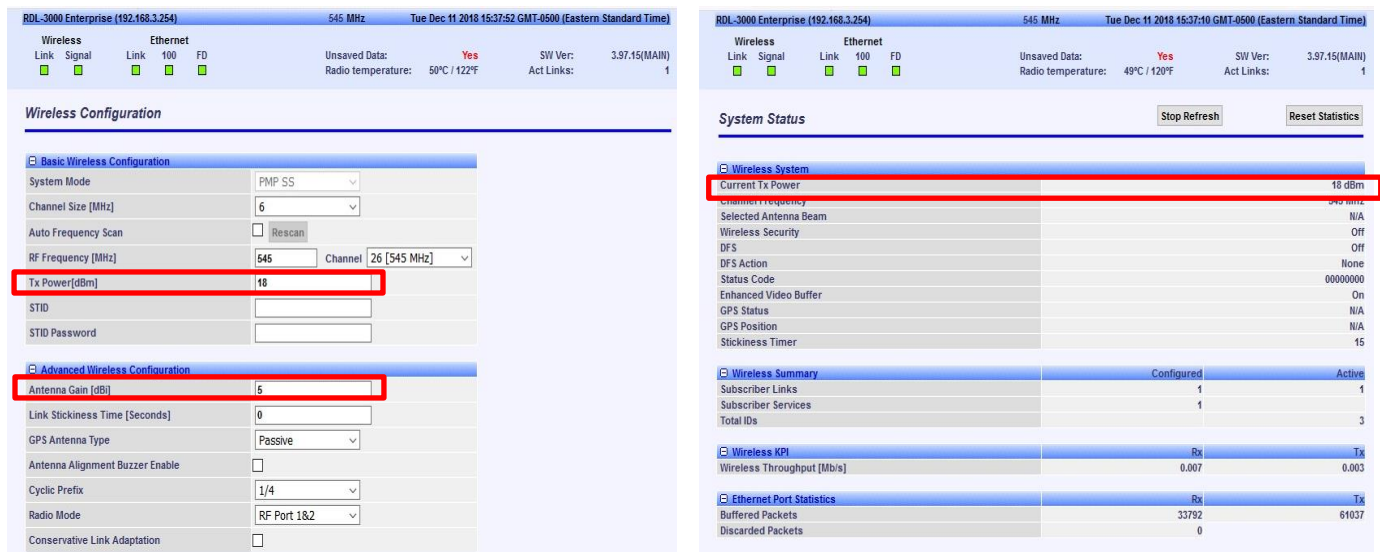 RDL-3000 Enterprise (192.168.3.254) 545 MHz Tue Dec 11 2018 15:37:52 GMT-0500 (Eastern Standard Time)
Wireless Ethernet
Link Signal Link 100 FD Unsaved Data: Yes SW Ver: 3.97.15(MAIN)
Radio temperature: 50ºC / 122ºF Act Links: 1
Wireless Configuration
Basic Wireless Configuration
System Mode PMP SS
Channel Size [MHz] 6
Auto Frequency Scan Rescan
RF Frequency [MHz] 545 Channel 26 [545 MHz]
Tx Power[dBm] 18
STID
STID Password
Advanced Wireless Configuration
Antenna Gain [dBi] 5
Link Stickiness Time [Seconds] 0
GPS Antenna Type Passive
Antenna Alignment Buzzer Enable
Cyclic Prefix 1/4
Radio Mode RF Port 1&2
Conservative Link Adaptation
RDL-3000 Enterprise (192.168.3.254) 545 MHz Tue Dec 11 2018 15:37:10 GMT-0500 (Eastern Standard Time)
Wireless Ethernet
Link Signal Link 100 FD Unsaved Data: Yes SW Ver: 3.97.15(MAIN)
Radio temperature: 49ºC / 120ºF Act Links: 1
System Status Stop Refresh Reset Statistics
Wireless System
Current Tx Power 18 dBm
Channel Frequency 545 MHz
Selected Antenna Beam N/A
Wireless Security Off
DFS Off
DFS Action None
Status Code 00000000
Enhanced Video Buffer On
GPS Status N/A
GPS Position N/A
Stickiness Timer 15
Wireless Summary Configured Active
Subscriber Links 1 1
Subscriber Services 1
Total IDs 3
Wireless KPI Rx Tx
Wireless Throughput [Mb/s] 0.007 0.003
Ethernet Port Statistics Rx Tx
Buffered Packets 33792 61037
Discarded Packets 0